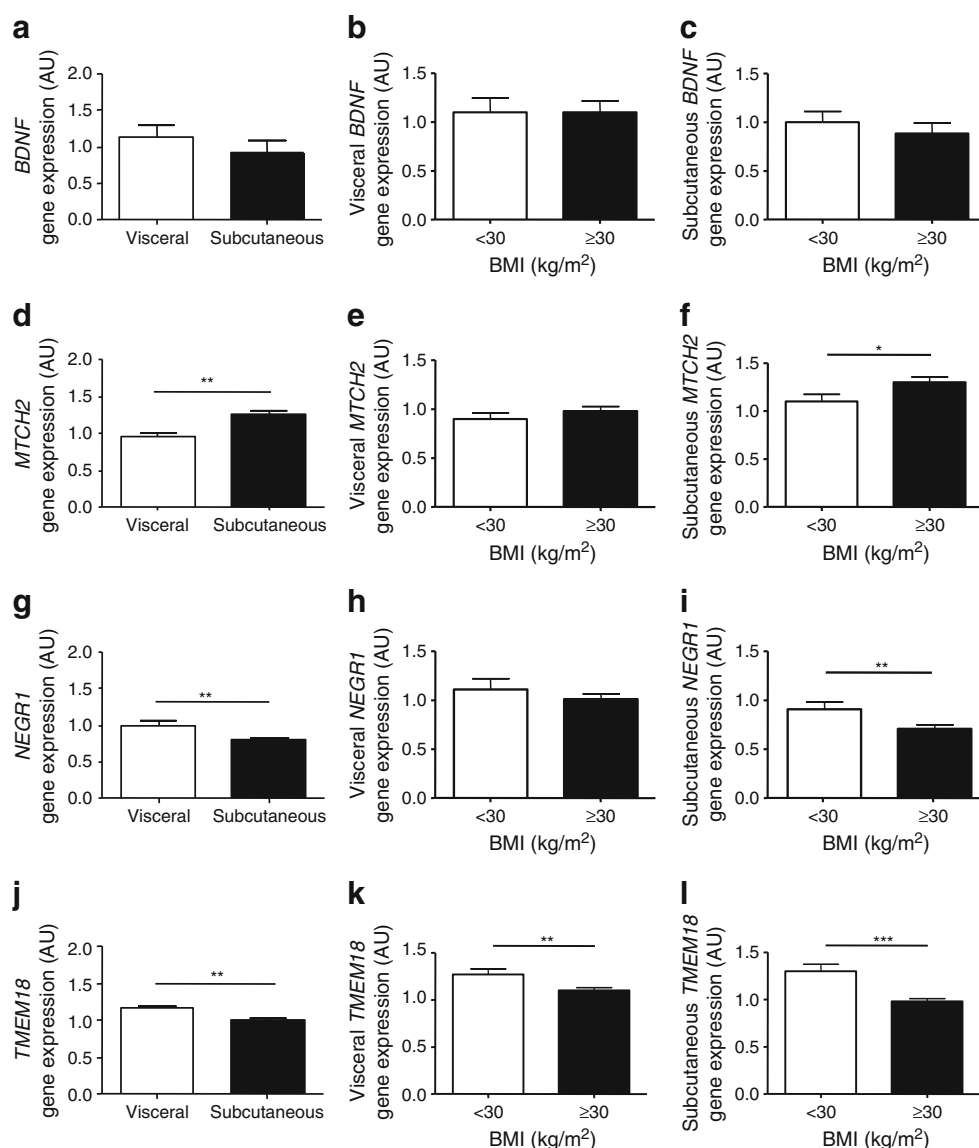 a
BDNF
gene expression (AU)
2.0
1.5
1.0
0.5
0.0
Visceral Subcutaneous
b
Visceral BDNF
gene expression (AU)
1.5
1.0
0.5
0.0
<30 ≥30
BMI (kg/m²)
c
Subcutaneous BDNF
gene expression (AU)
1.5
1.0
0.5
0.0
<30 ≥30
BMI (kg/m²)
d
MTCH2
gene expression (AU)
2.0
1.5
1.0
0.5
0.0
**
Visceral Subcutaneous
e
Visceral MTCH2
gene expression (AU)
1.5
1.0
0.5
0.0
<30 ≥30
BMI (kg/m²)
f
Subcutaneous MTCH2
gene expression (AU)
1.5
1.0
0.5
0.0
*
<30 ≥30
BMI (kg/m²)
g
NEGR1
gene expression (AU)
2.0
1.5
1.0
0.5
0.0
**
Visceral Subcutaneous
h
Visceral NEGR1
gene expression (AU)
1.5
1.0
0.5
0.0
<30 ≥30
BMI (kg/m²)
i
Subcutaneous NEGR1
gene expression (AU)
1.5
1.0
0.5
0.0
**
<30 ≥30
BMI (kg/m²)
j
TMEM18
gene expression (AU)
2.0
1.5
1.0
0.5
0.0
**
Visceral Subcutaneous
k
Visceral TMEM18
gene expression (AU)
1.5
1.0
0.5
0.0
**
<30 ≥30
BMI (kg/m²)
l
Subcutaneous TMEM18
gene expression (AU)
1.5
1.0
0.5
0.0
***
<30 ≥30
BMI (kg/m²)